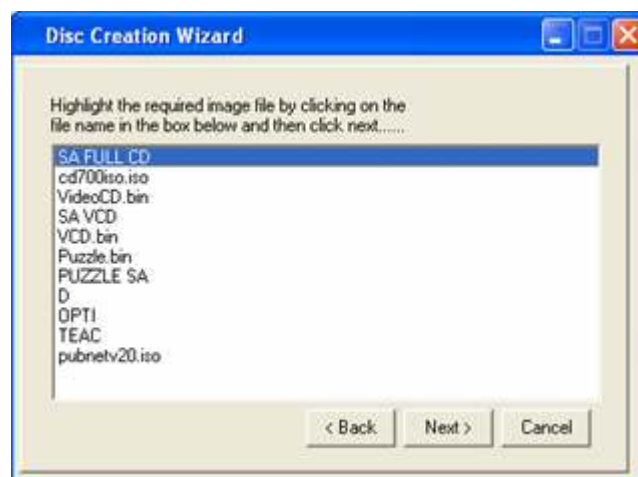 Disc Creation Wizard
Highlight the required image file by clicking on the
file name in the box below and then click next......
SA FULL CD
cd700iso.iso
VideoCD.bin
SA VCD
VCD.bin
Puzzle.bin
PUZZLE SA
D
OPTI
TEAC
pubnetv20.iso
< Back Next > Cancel